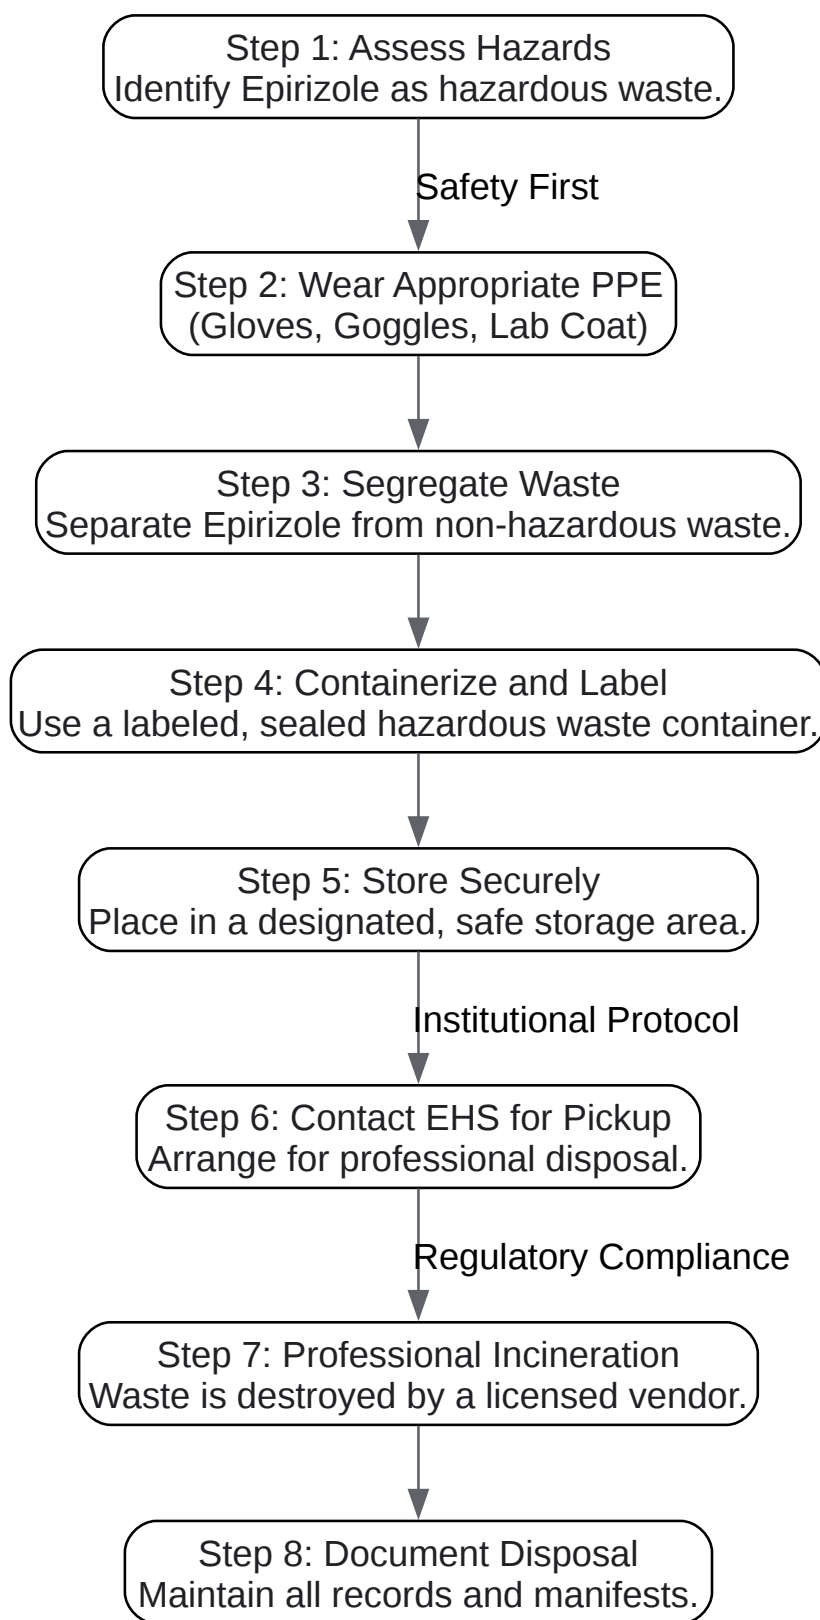 Step 1: Assess Hazards
Identify Epirizole as hazardous waste.
Safety First
Step 2: Wear Appropriate PPE
(Gloves, Goggles, Lab Coat)
Step 3: Segregate Waste
Separate Epirizole from non-hazardous waste.
Step 4: Containerize and Label
Use a labeled, sealed hazardous waste container.
Step 5: Store Securely
Place in a designated, safe storage area.
Institutional Protocol
Step 6: Contact EHS for Pickup
Arrange for professional disposal.
Regulatory Compliance
Step 7: Professional Incineration
Waste is destroyed by a licensed vendor.
Step 8: Document Disposal
Maintain all records and manifests.